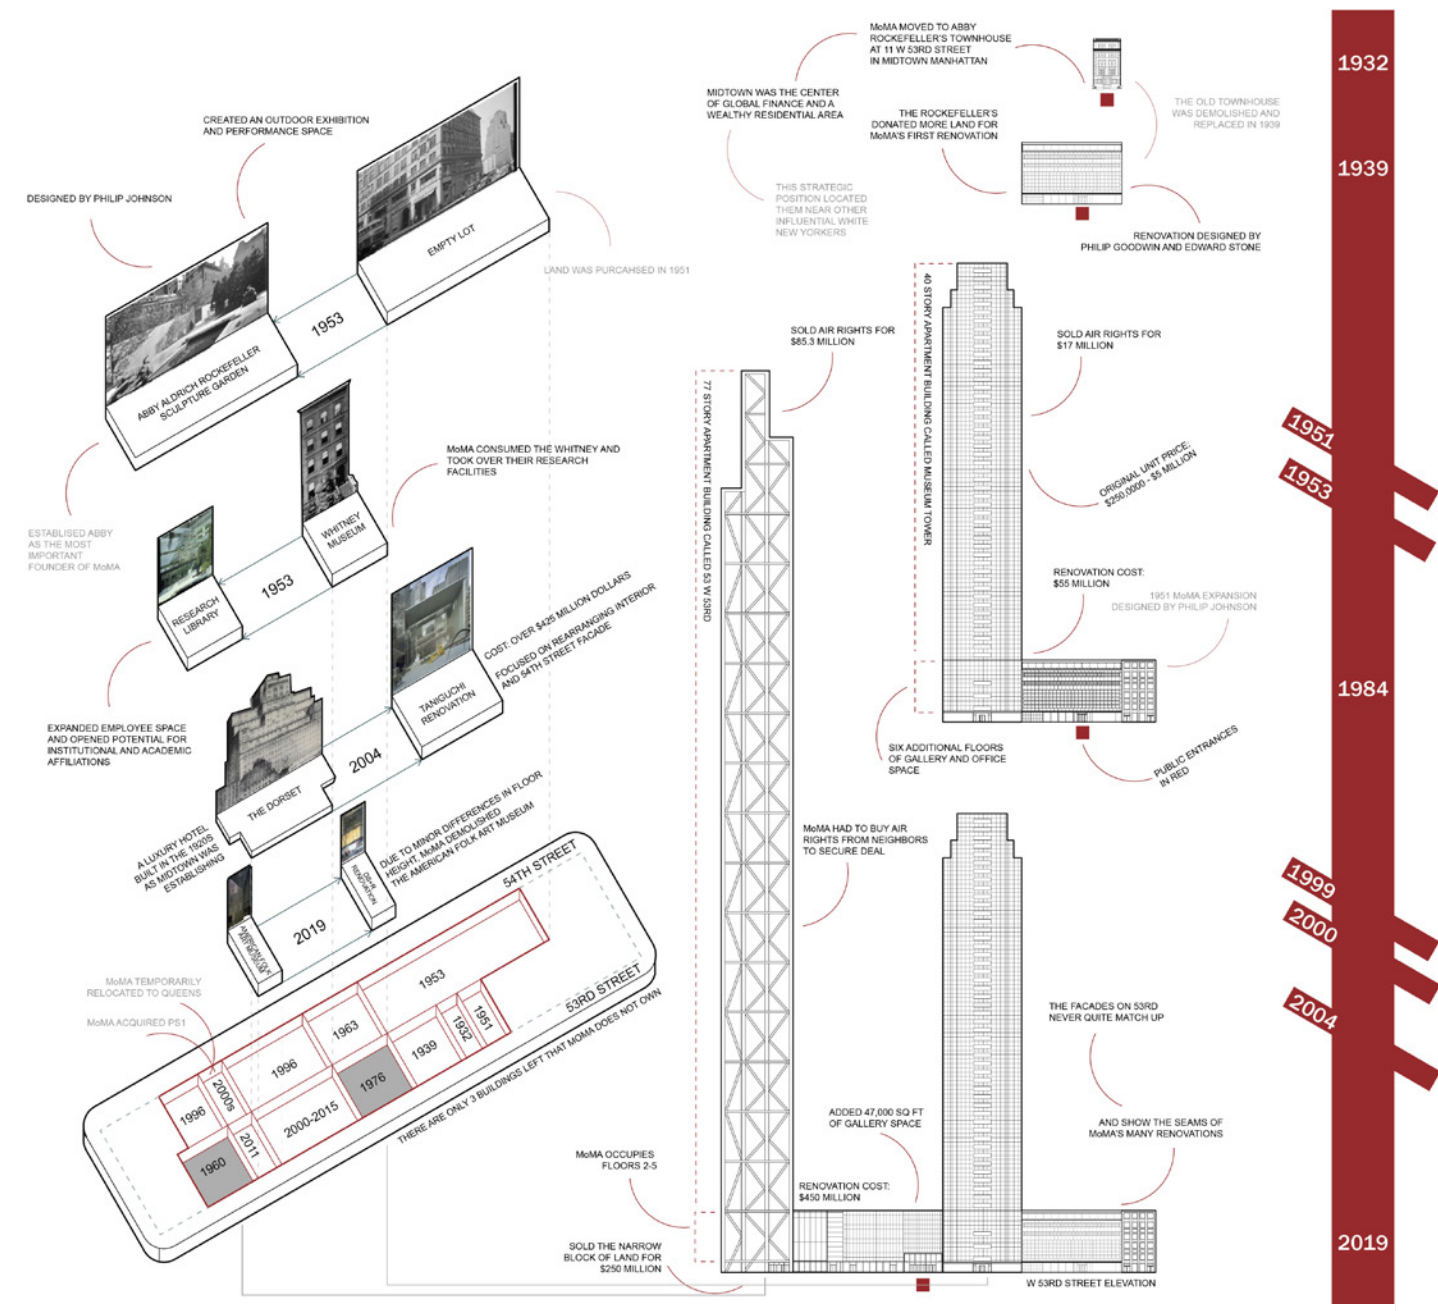 MoMA MOVED TO ABBY
ROCKEFELLER'S TOWNHOUSE
AT 11 W 53RD STREET
IN MIDTOWN MANHATTAN
1932
MIDTOWN WAS THE CENTER
OF GLOBAL FINANCE AND A
WEALTHY RESIDENTIAL AREA
THE ROCKEFELLER'S
DONATED MORE LAND FOR
MoMA'S FIRST RENOVATION
THE OLD TOWNHOUSE
WAS DEMOLISHED AND
REPLACED IN 1939
1939
THIS STRATEGIC
POSITION LOCATED
THEM NEAR OTHER
INFLUENTIAL WHITE
NEW YORKERS
RENOVATION DESIGNED BY
PHILIP GOODWIN AND EDWARD STONE
CREATED AN OUTDOOR EXHIBITION
AND PERFORMANCE SPACE
DESIGNED BY PHILIP JOHNSON
EMPTY LOT
LAND WAS PURCAHSED IN 1951
1953
ABBY ALDRICH ROCKEFELLER
SCULPTURE GARDEN
ESTABLISED ABBY
AS THE MOST
IMPORTANT
FOUNDER OF MoMA
MoMA CONSUMED THE WHITNEY AND
TOOK OVER THEIR RESEARCH
FACILITIES
WHITNEY
MUSEUM
1953
RESEARCH
LIBRARY
EXPANDED EMPLOYEE SPACE
AND OPENED POTENTIAL FOR
INSTITUTIONAL AND ACADEMIC
AFFILIATIONS
COST: OVER $425 MILLION DOLLARS
FOCUSED ON REARRANGING INTERIOR
AND 54TH STREET FACADE
TANIGUCHI
RENOVATION
2004
THE DORSET
A LUXURY HOTEL
BUILT IN THE 1920S
AS MIDTOWN WAS
ESTABLISHING
DUE TO MINOR DIFFERENCES IN FLOOR
HEIGHT, MoMA DEMOLISHED
THE AMERICAN FOLK ART MUSEUM
DS+R
RENOVATION
2019
AMERICAN FOLK
ART MUSEUM
54TH STREET
53RD STREET
MoMA TEMPORARILY
RELOCATED TO QUEENS
MoMA ACQUIRED PS1
1953
1963
1951
1932
1939
1996
1976
2000s
1996
2000-2015
2011
1960
THERE ARE ONLY 3 BUILDINGS LEFT THAT MOMA DOES NOT OWN
SOLD AIR RIGHTS FOR
$85.3 MILLION
77 STORY APARTMENT BUILDING CALLED 53 W 53RD
40 STORY APARTMENT BUILDING CALLED MUSEUM TOWER
SOLD AIR RIGHTS FOR
$17 MILLION
ORIGINAL UNIT PRICE:
$250,0000 - $5 MILLION
RENOVATION COST:
$55 MILLION
1951 MoMA EXPANSION
DESIGNED BY PHILIP JOHNSON
SIX ADDITIONAL FLOORS
OF GALLERY AND OFFICE
SPACE
PUBLIC ENTRANCES
IN RED
MoMA HAD TO BUY AIR
RIGHTS FROM NEIGHBORS
TO SECURE DEAL
THE FACADES ON 53RD
NEVER QUITE MATCH UP
ADDED 47,000 SQ FT
OF GALLERY SPACE
AND SHOW THE SEAMS OF
MoMA'S MANY RENOVATIONS
MoMA OCCUPIES
FLOORS 2-5
RENOVATION COST:
$450 MILLION
SOLD THE NARROW
BLOCK OF LAND FOR
$250 MILLION
W 53RD STREET ELEVATION
1951
1953
1984
1999
2000
2004
2019